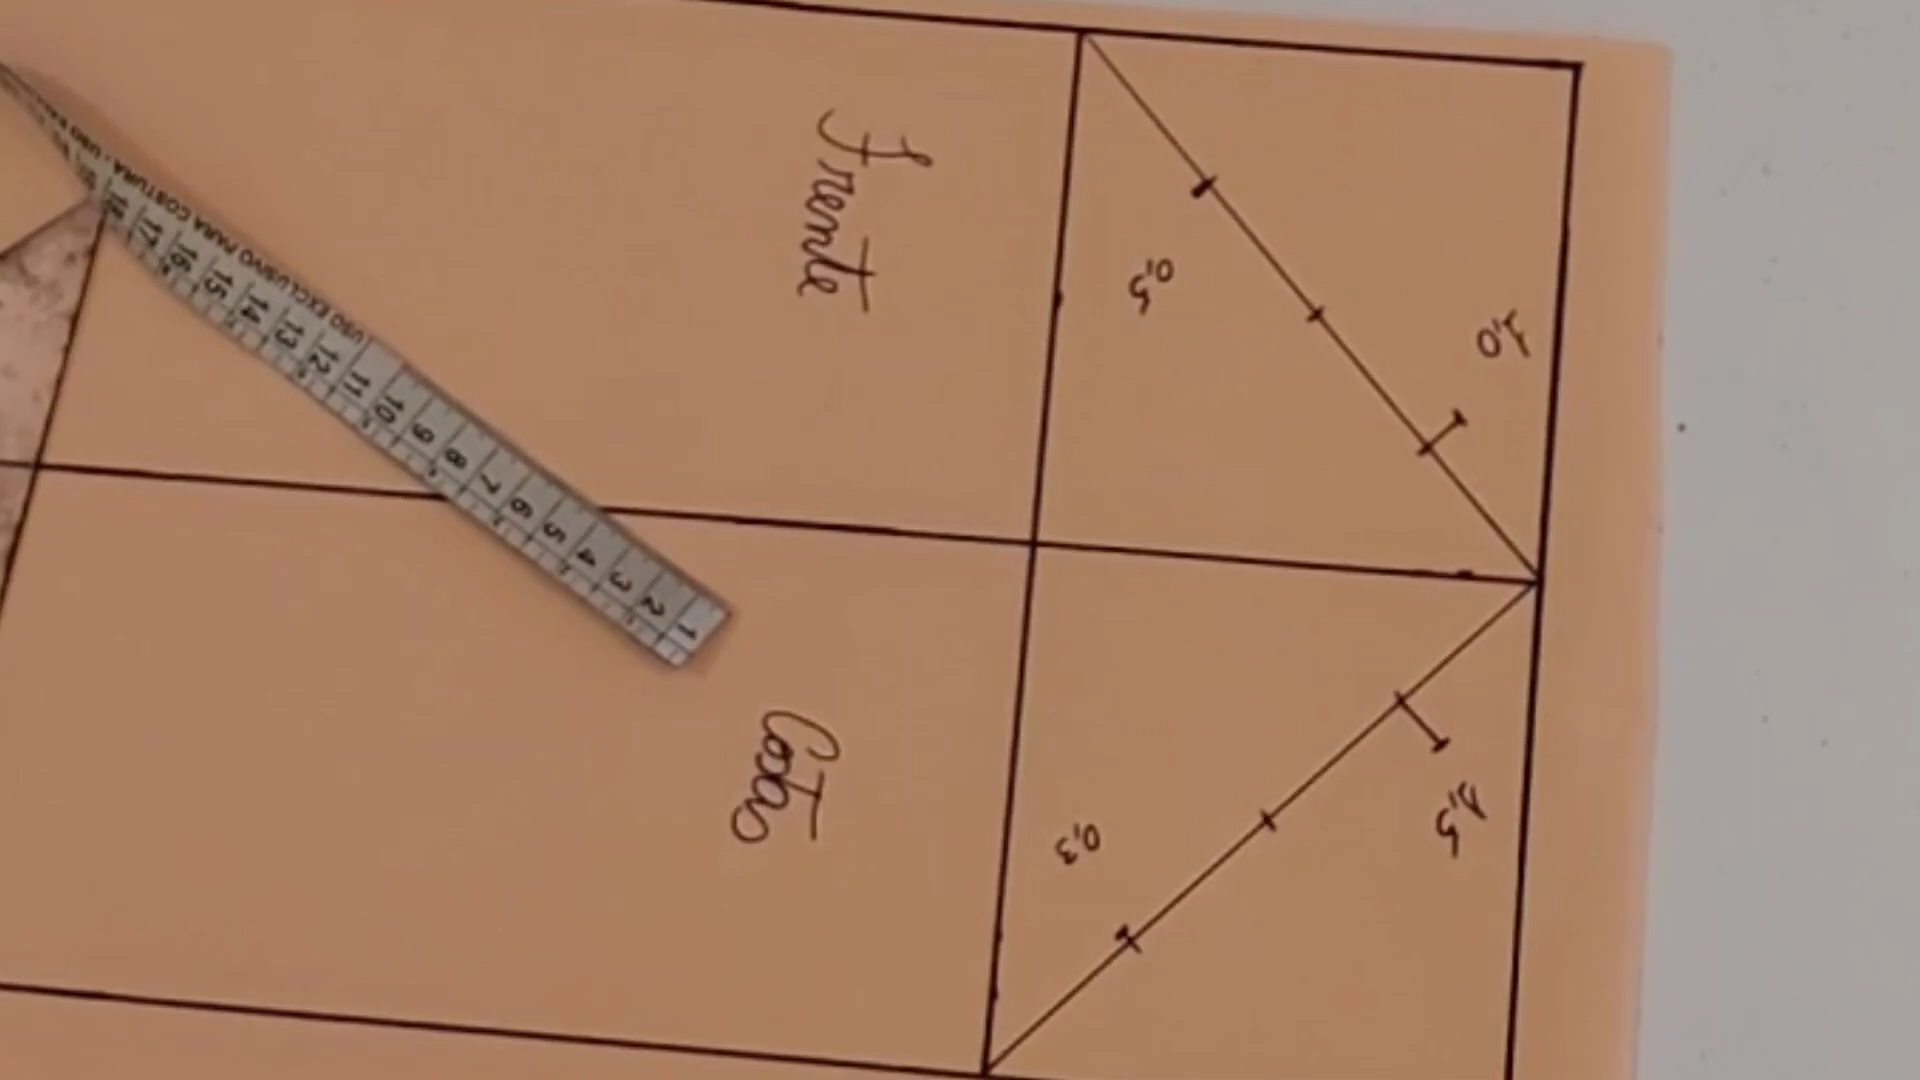 Frente
0,5
1,0
Costas
0,3
1,5
USO EXCLUSIVO PARA COSTURA - USO
1 2 3 4 5 6 7 8 9 10 11 12 13 14 15 16 17 18